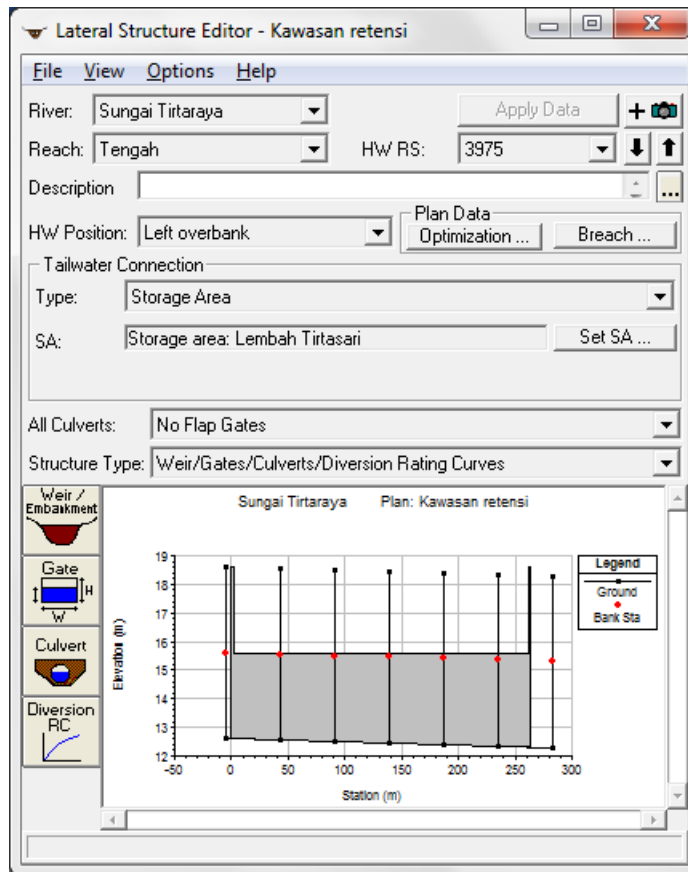 Lateral Structure Editor - Kawasan retensi
File View Options Help
River: Sungai Tirtaraya Apply Data +
Reach: Tengah HW RS: 3975
Description ...
HW Position: Left overbank Plan Data Optimization ... Breach ...
Tailwater Connection
Type: Storage Area
SA: Storage area: Lembah Tirtasari Set SA ...
All Culverts: No Flap Gates
Structure Type: Weir/Gates/Culverts/Diversion Rating Curves
Weir / Embankment
Gate
H
W
Culvert
Diversion RC
Sungai Tirtaraya Plan: Kawasan retensi
19
18
17
16
15
14
13
12
Elevation (m)
-50 0 50 100 150 200 250 300
Station (m)
Legend
Ground
Bank Sta